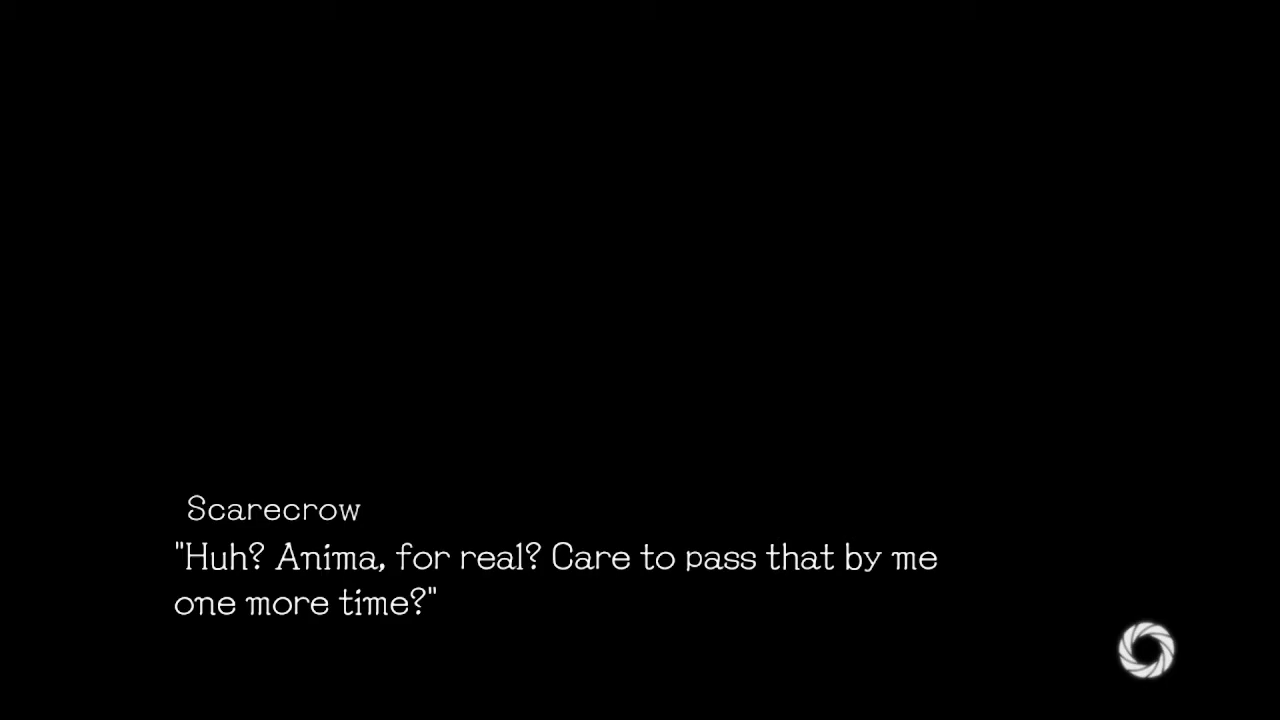 Scarecrow
"Huh? Anima, for real? Care to pass that by me
one more time?"